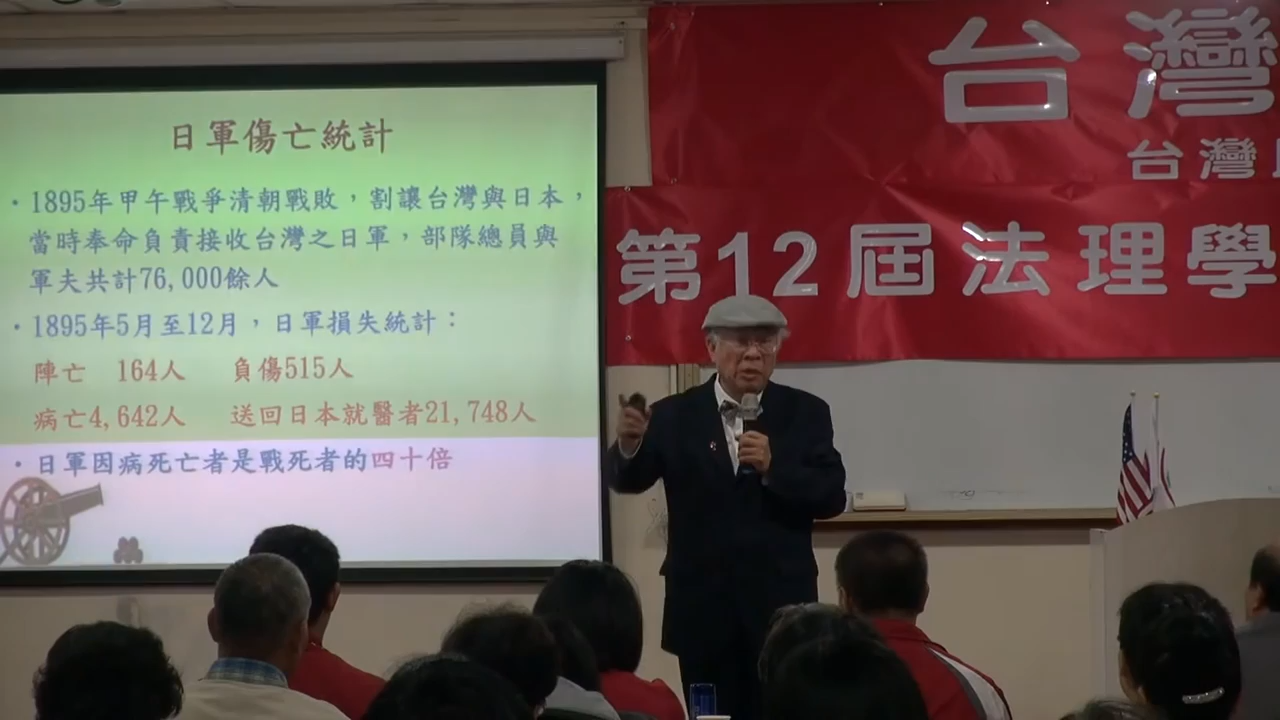 日軍傷亡統計
・1895年甲午戰爭清朝戰敗，割讓台灣與日本，
當時奉命負責接收台灣之日軍，部隊總員與
軍夫共計76,000餘人
・1895年5月至12月，日軍損失統計：
陣亡 164人 負傷515人
病亡4,642人 送回日本就醫者21,748人
・日軍因病死亡者是戰死者的四十倍
台灣
台灣
第12屆法理學